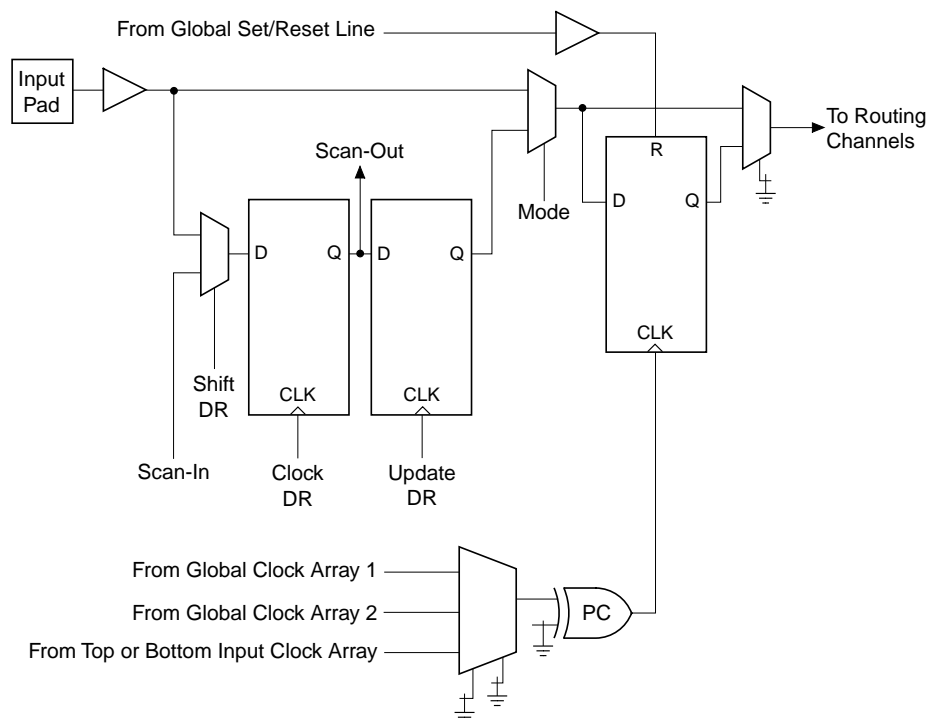 From Global Set/Reset Line
Input
Pad
To Routing
Channels
R
Scan-Out
D
Q
Mode
D
Q
D
Q
CLK
Shift
DR
CLK
CLK
Scan-In
Clock
DR
Update
DR
From Global Clock Array 1
From Global Clock Array 2
PC
From Top or Bottom Input Clock Array